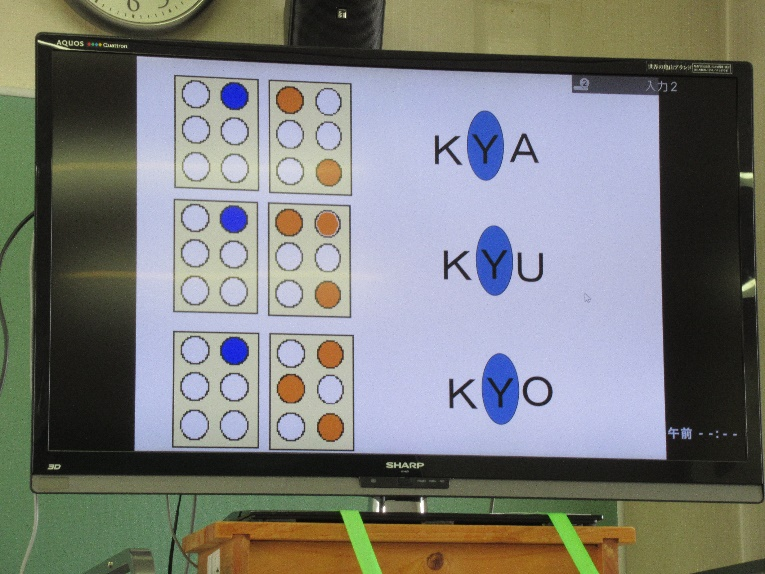 AQUOS Quattron
入力2
KYA
KYU
KYO
午前 --:--
3D
SHARP